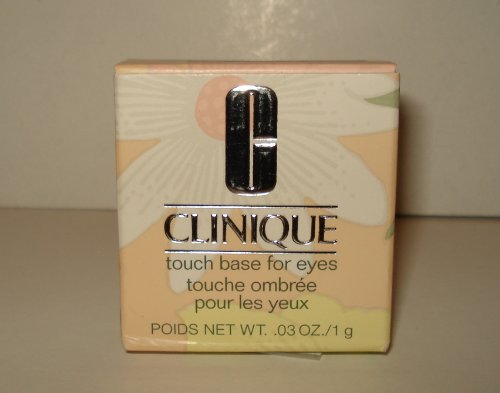 CLINIQUE
touch base for eyes
touche ombrée
pour les yeux
POIDS NET WT. .03 OZ./1 g